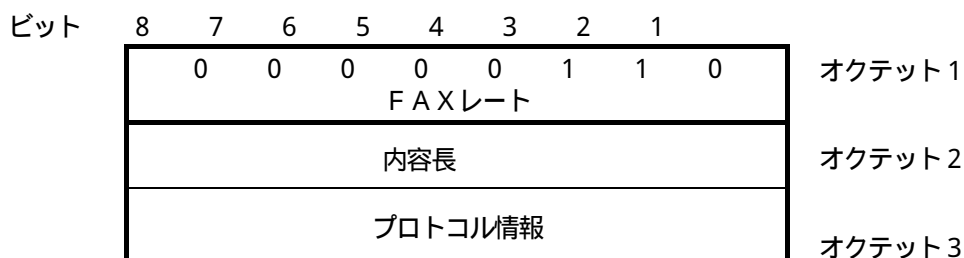 ビット 8 7 6 5 4 3 2 1
0 0 0 0 0 1 1 0 オクテット1
ＦＡＸレート
内容長 オクテット2
プロトコル情報
オクテット3